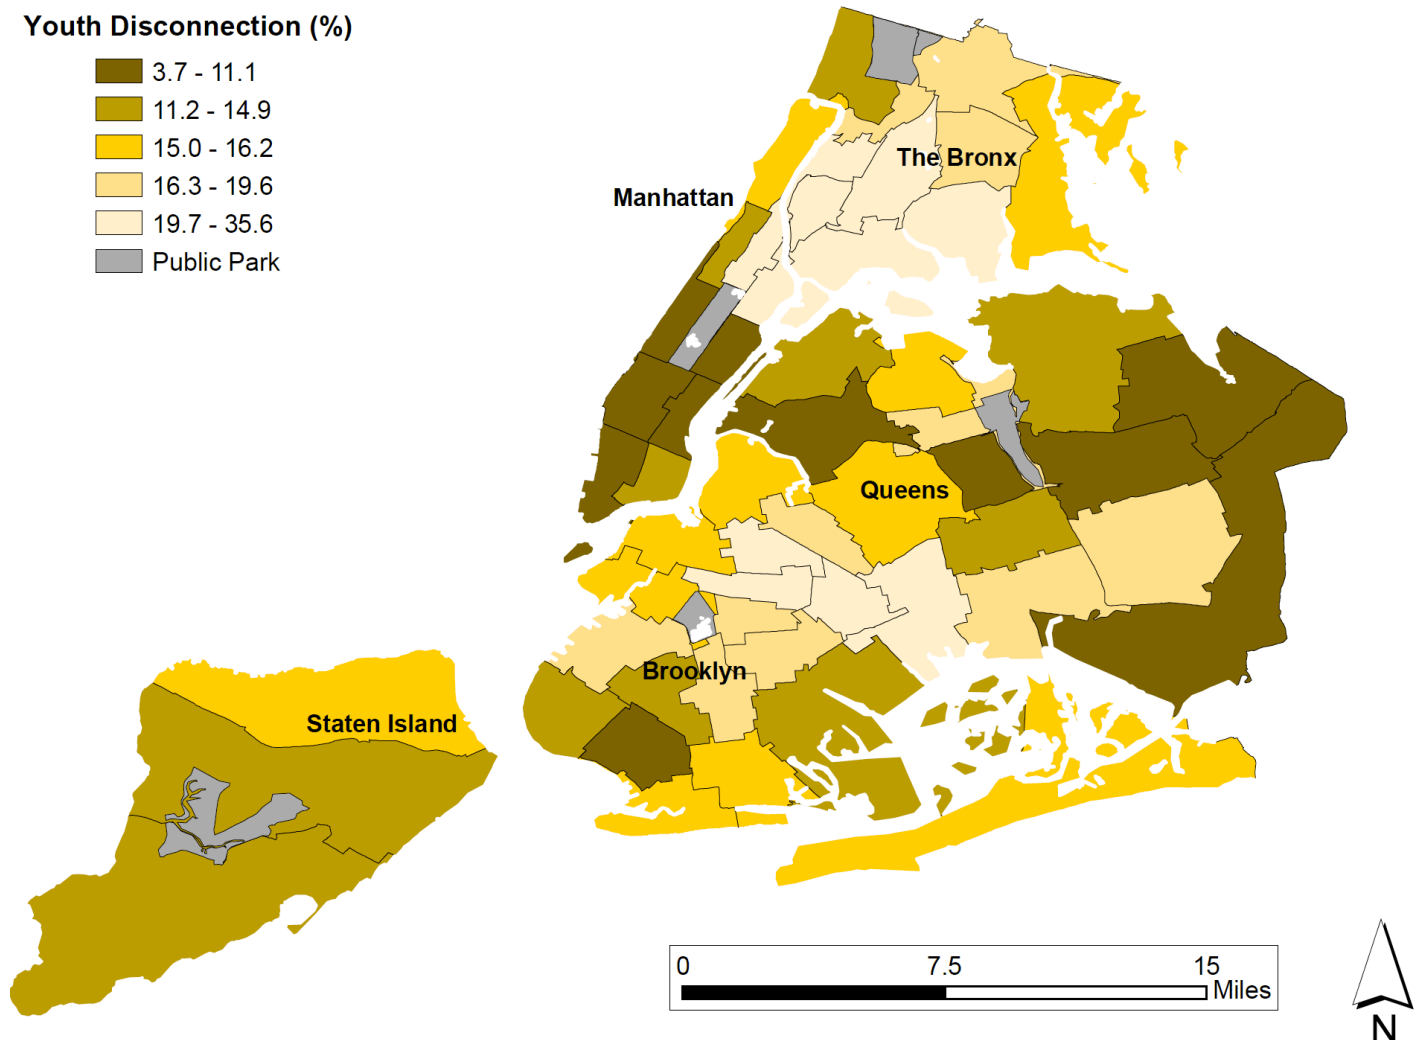 Youth Disconnection (%)
3.7 - 11.1
11.2 - 14.9
15.0 - 16.2
16.3 - 19.6
19.7 - 35.6
Public Park
The Bronx
Manhattan
Queens
Brooklyn
Staten Island
0 7.5 15
Miles
N